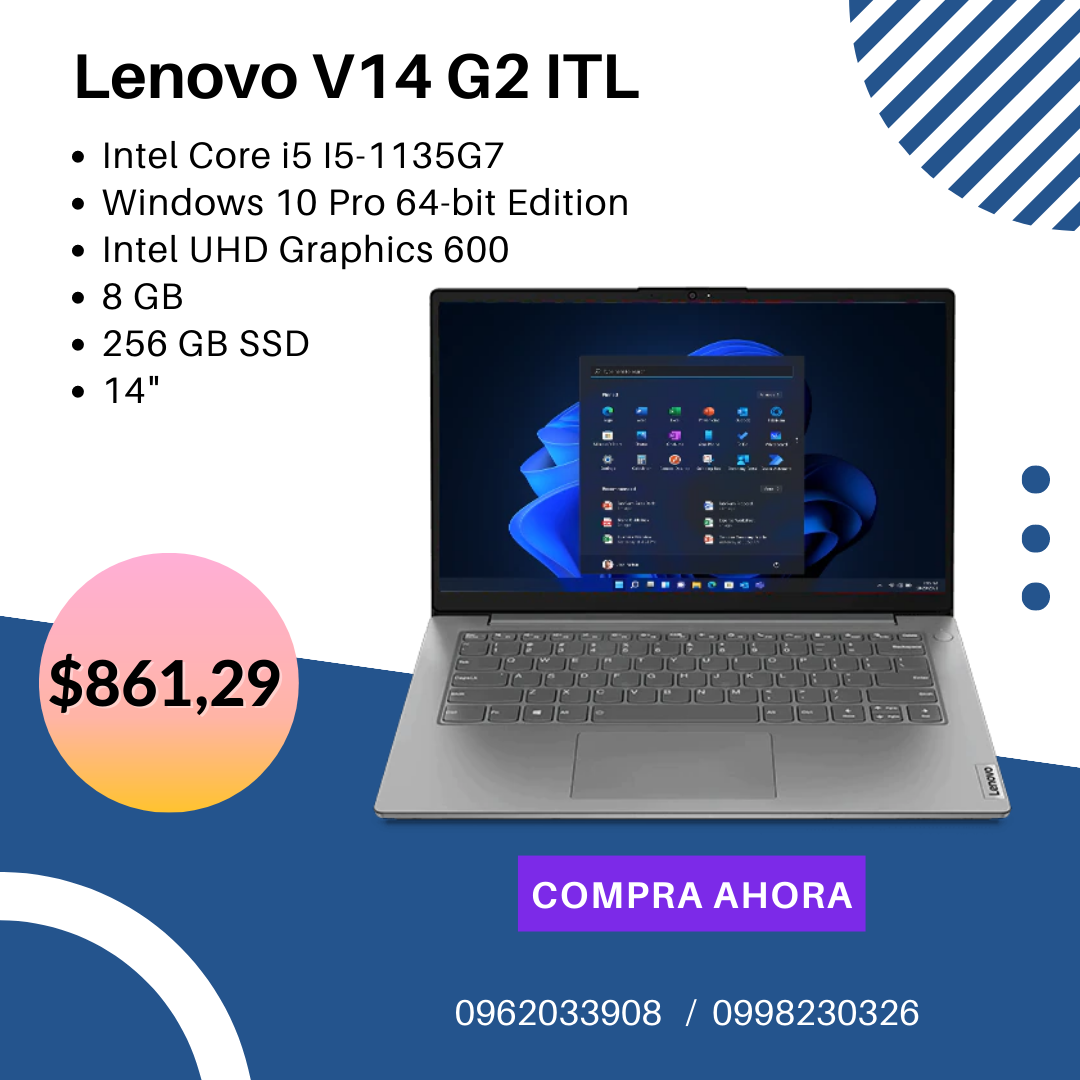 Lenovo V14 G2 ITL
• Intel Core i5 I5-1135G7
• Windows 10 Pro 64-bit Edition
• Intel UHD Graphics 600
• 8 GB
• 256 GB SSD
• 14"
$861,29
Lenovo
COMPRA AHORA
0962033908 / 0998230326